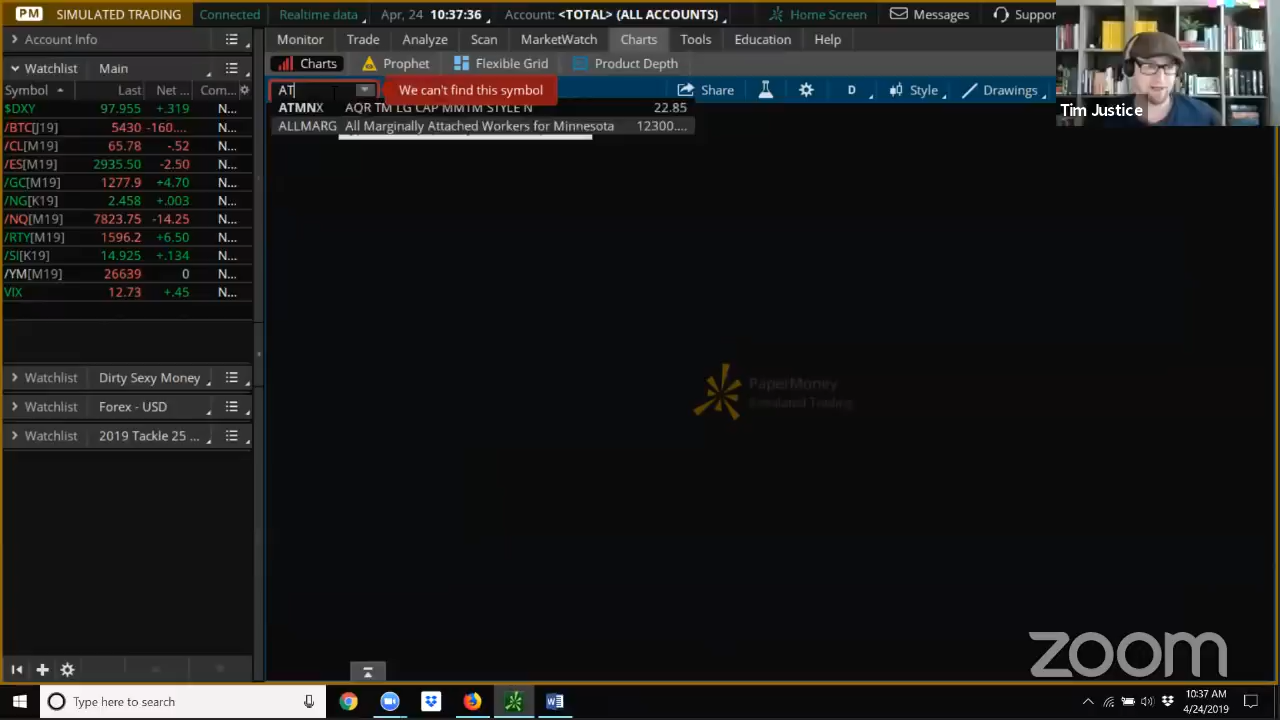 PM SIMULATED TRADING Connected Realtime data Apr, 24 10:37:36 Account: <TOTAL> (ALL ACCOUNTS) Home Screen Messages Suppor
Account Info
Monitor Trade Analyze Scan MarketWatch Charts Tools Education Help
Watchlist Main
Charts Prophet Flexible Grid Product Depth
Symbol Last Net ... Com...
AT We can't find this symbol Share D Style Drawings
$DXY 97.955 +.319 N...
ATMNX AQR TM LG CAP MMTM STYLE N 22.85
/BTC[J19] 5430 -160.... N...
ALLMARG All Marginally Attached Workers for Minnesota 12300....
/CL[M19] 65.78 -.52 N...
/ES[M19] 2935.50 -2.50 N...
/GC[M19] 1277.9 +4.70 N...
/NG[K19] 2.458 +.003 N...
/NQ[M19] 7823.75 -14.25 N...
/RTY[M19] 1596.2 +6.50 N...
/SI[K19] 14.925 +.134 N...
/YM[M19] 26639 0 N...
VIX 12.73 +.45 N...
Watchlist Dirty Sexy Money
Watchlist Forex - USD
Watchlist 2019 Tackle 25 ...
PaperMoney
Simulated Trading
Tim Justice
zoom
Type here to search
10:37 AM
4/24/2019